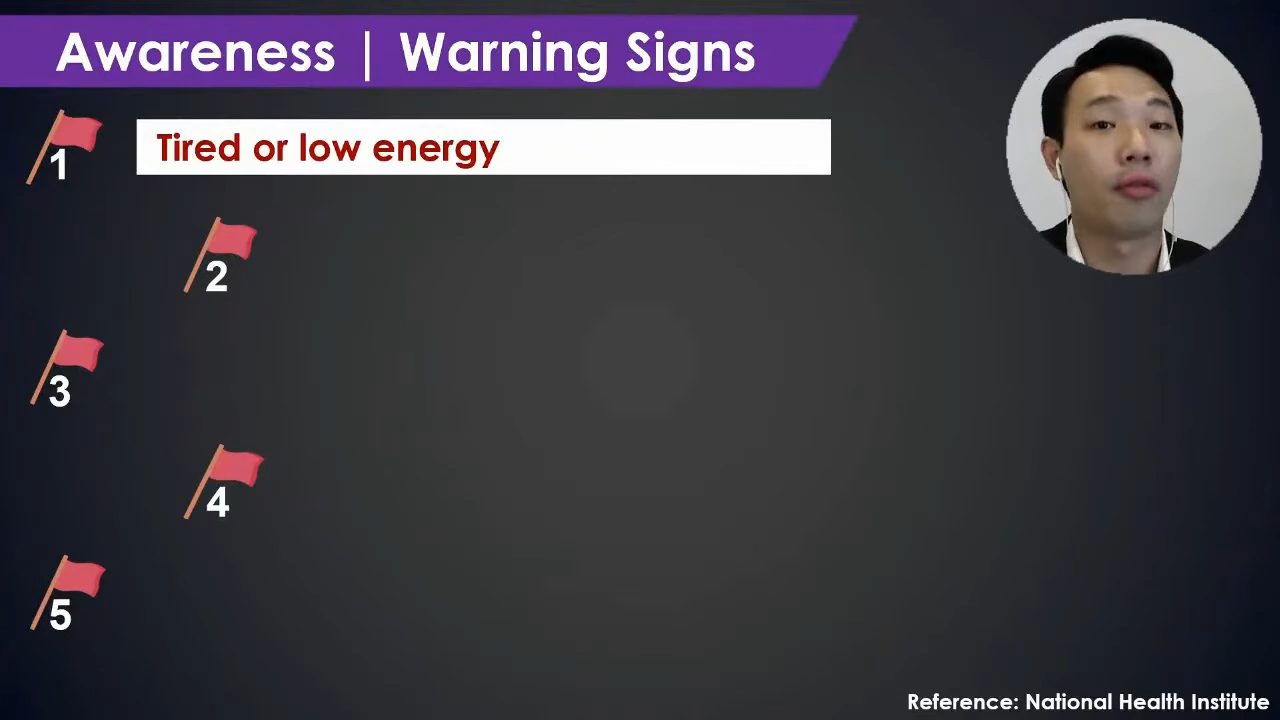 Awareness | Warning Signs
1
Tired or low energy
2
3
4
5
Reference: National Health Institute